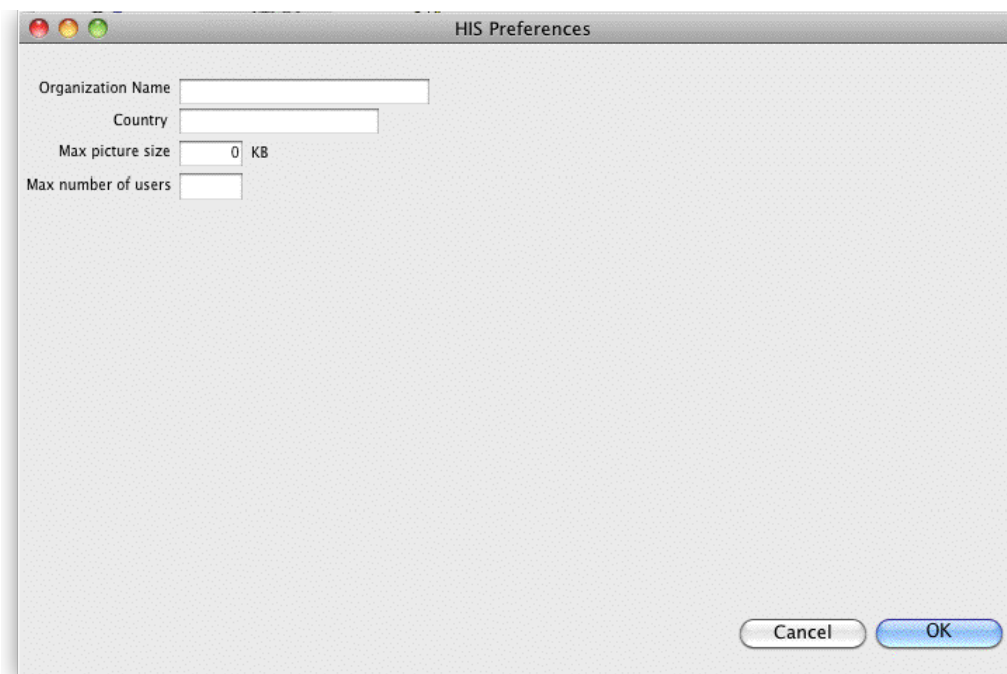 HIS Preferences
Organization Name
Country
Max picture size 0 KB
Max number of users
Cancel OK